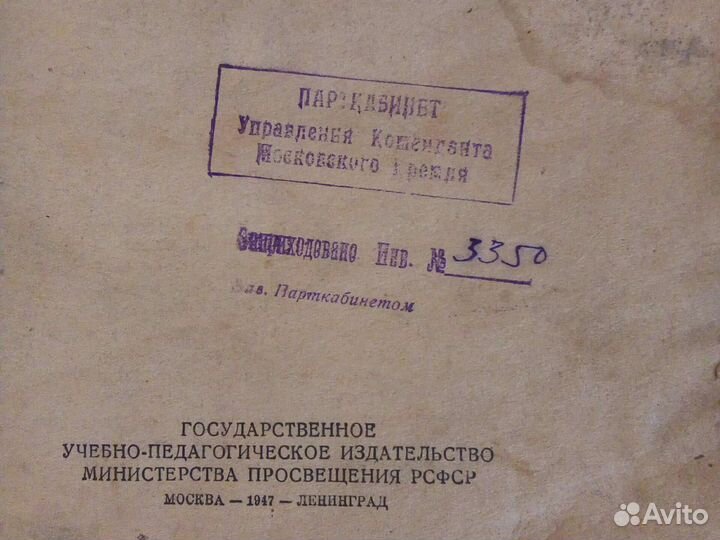 ПАРТКАБИНЕТ
Управления Коменданта
Московского Кремля
Заприходовано Инв. № 3350
Зав. Парткабинетом
ГОСУДАРСТВЕННОЕ
УЧЕБНО-ПЕДАГОГИЧЕСКОЕ ИЗДАТЕЛЬСТВО
МИНИСТЕРСТВА ПРОСВЕЩЕНИЯ РСФСР
МОСКВА — 1947 — ЛЕНИНГРАД
Avito